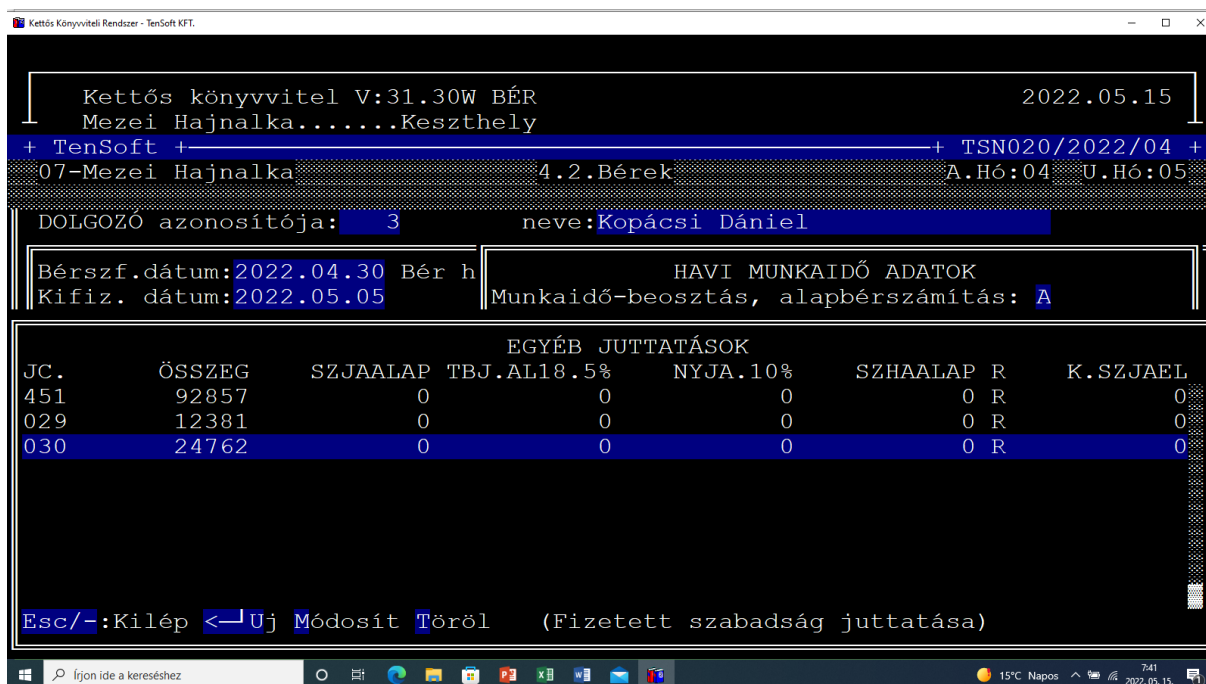 Kettős Könyvviteli Rendszer - TenSoft KFT.
Kettős könyvvitel V:31.30W BÉR 2022.05.15
Mezei Hajnalka.......Keszthely
+ TenSoft + + TSN020/2022/04 +
07-Mezei Hajnalka 4.2.Bérek A.Hó:04 U.Hó:05
DOLGOZÓ azonosítója: 3 neve:Kopácsi Dániel
Bérszf.dátum:2022.04.30 Bér h HAVI MUNKAIDŐ ADATOK
Kifiz. dátum:2022.05.05 Munkaidő-beosztás, alapbérszámítás: A
EGYÉB JUTTATÁSOK
JC. ÖSSZEG SZJAALAP TBJ.AL18.5% NYJA.10% SZHAALAP R K.SZJAEL
451 92857 0 0 0 0 R 0
029 12381 0 0 0 0 R 0
030 24762 0 0 0 0 R 0
Esc/-:Kilép <─┘Uj Módosít Töröl (Fizetett szabadság juttatása)
Írjon ide a kereséshez 15°C Napos 7:41
2022. 05. 15.